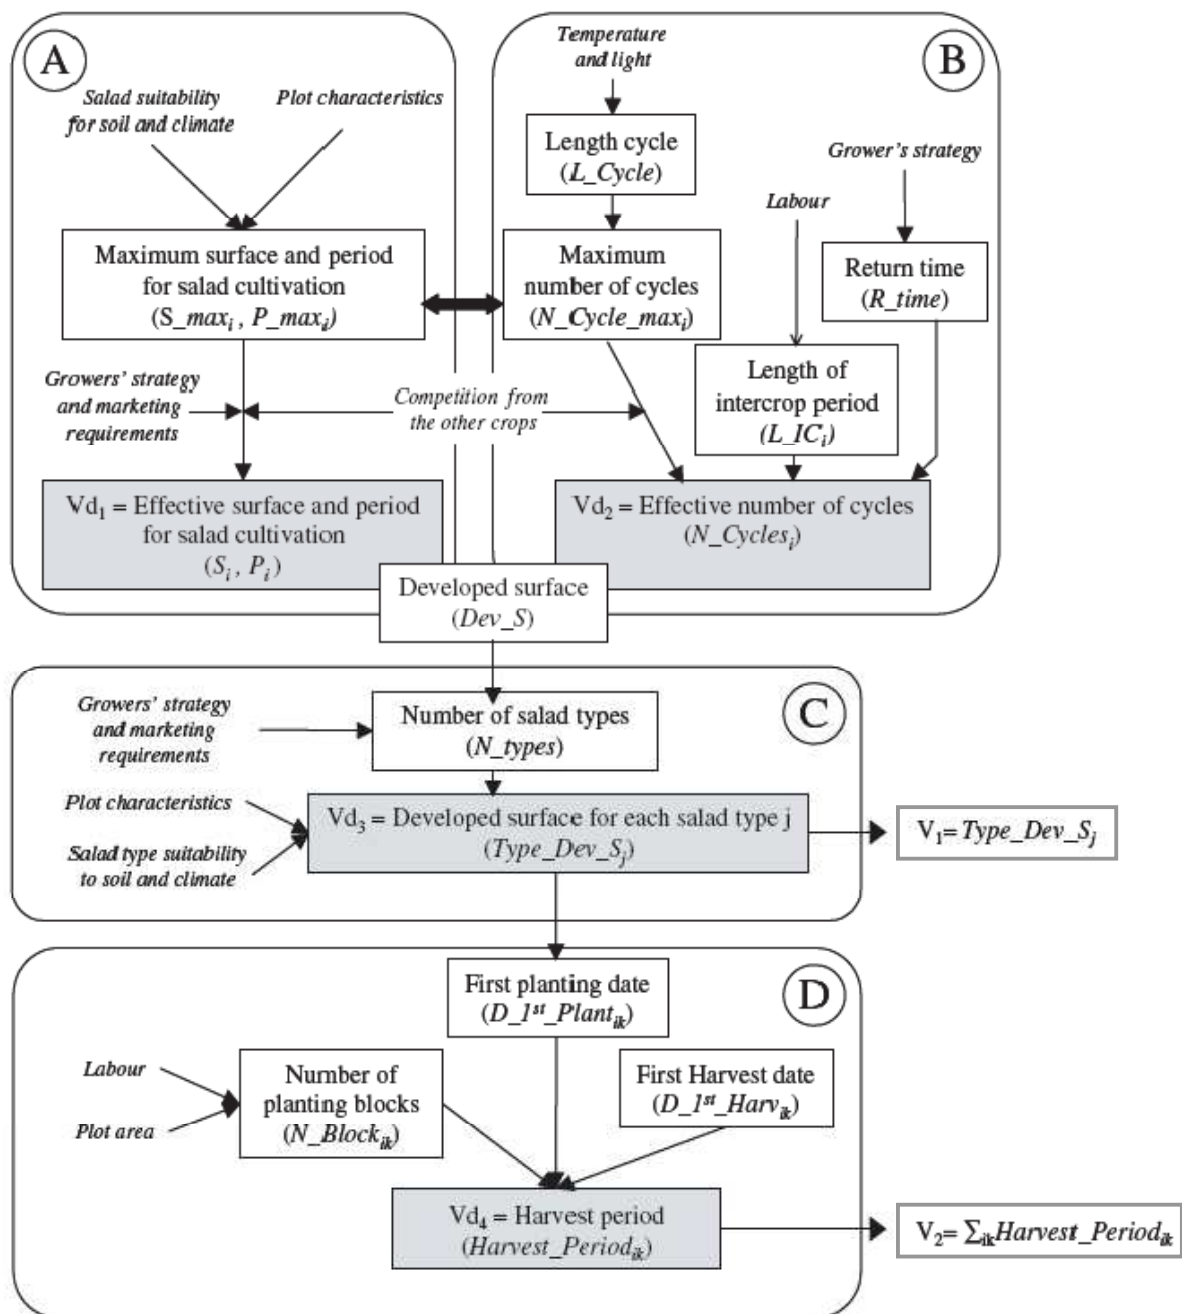 A
Salad suitability
for soil and climate
Plot characteristics
Maximum surface and period
for salad cultivation
(S_maxi , P_maxi)
Growers' strategy
and marketing
requirements
Vd1 = Effective surface and period
for salad cultivation
(Si , Pi)
B
Temperature
and light
Length cycle
(L_Cycle)
Grower's strategy
Labour
Maximum
number of cycles
(N_Cycle_maxi)
Return time
(R_time)
Length of
intercrop period
(L_ICi)
Competition from
the other crops
Vd2 = Effective number of cycles
(N_Cyclesi)
Developed surface
(Dev_S)
C
Growers' strategy
and marketing
requirements
Number of salad types
(N_types)
Plot characteristics
Salad type suitability
to soil and climate
Vd3 = Developed surface for each salad type j
(Type_Dev_Sj)
V1= Type_Dev_Sj
D
First planting date
(D_1st_Plantik)
Labour
Plot area
Number of
planting blocks
(N_Blockik)
First Harvest date
(D_1st_Harvik)
Vd4 = Harvest period
(Harvest_Periodik)
V2= ∑ikHarvest_Periodik